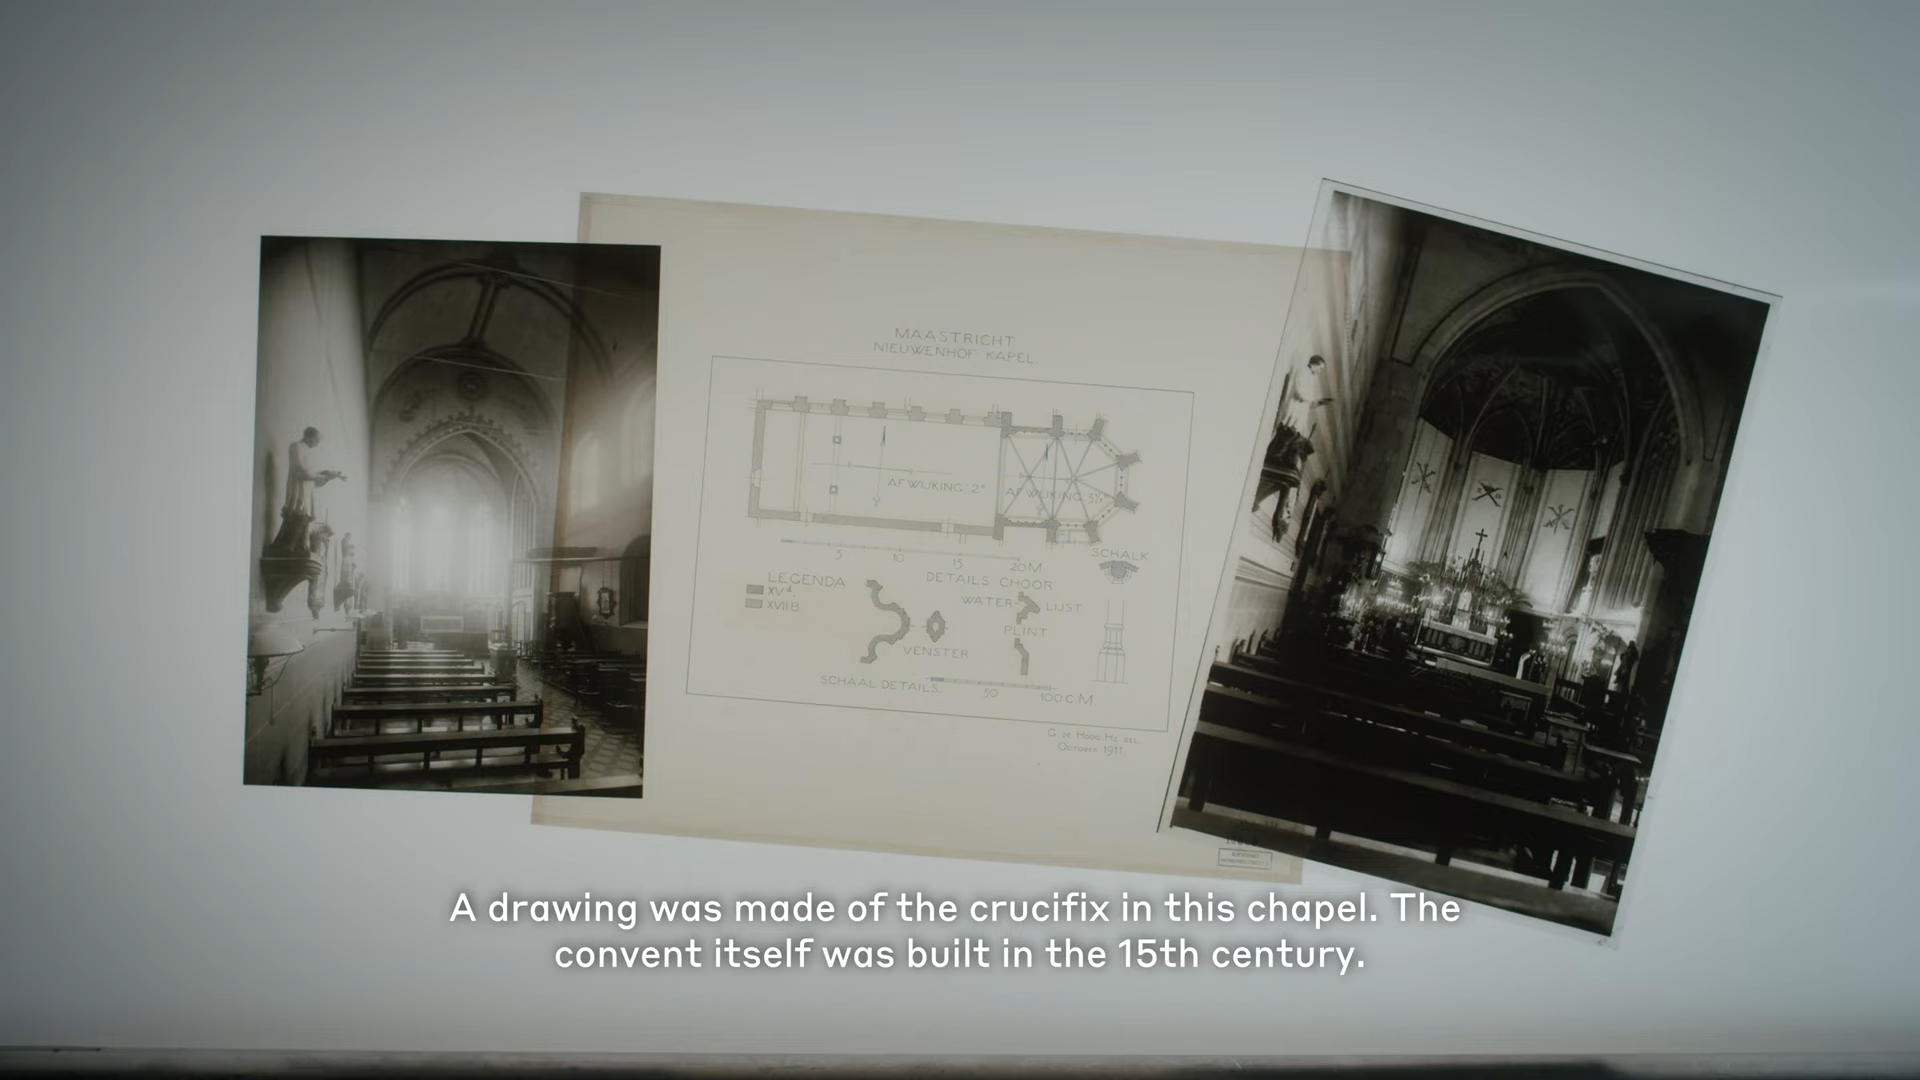 MAASTRICHT
NIEUWENHOF KAPEL.
AFWIJKING 2°
AFWIJKING 5½°
5 10 15 20 M
SCHALK
LEGENDA
XV A.
XVII B.
DETAILS CHOOR
WATER- LIJST
PLINT
VENSTER
SCHAAL DETAILS.
50 100 C.M.
G. DE HOOG HZ. DEL.
OCTOBER 1911.
A drawing was made of the crucifix in this chapel. The
convent itself was built in the 15th century.